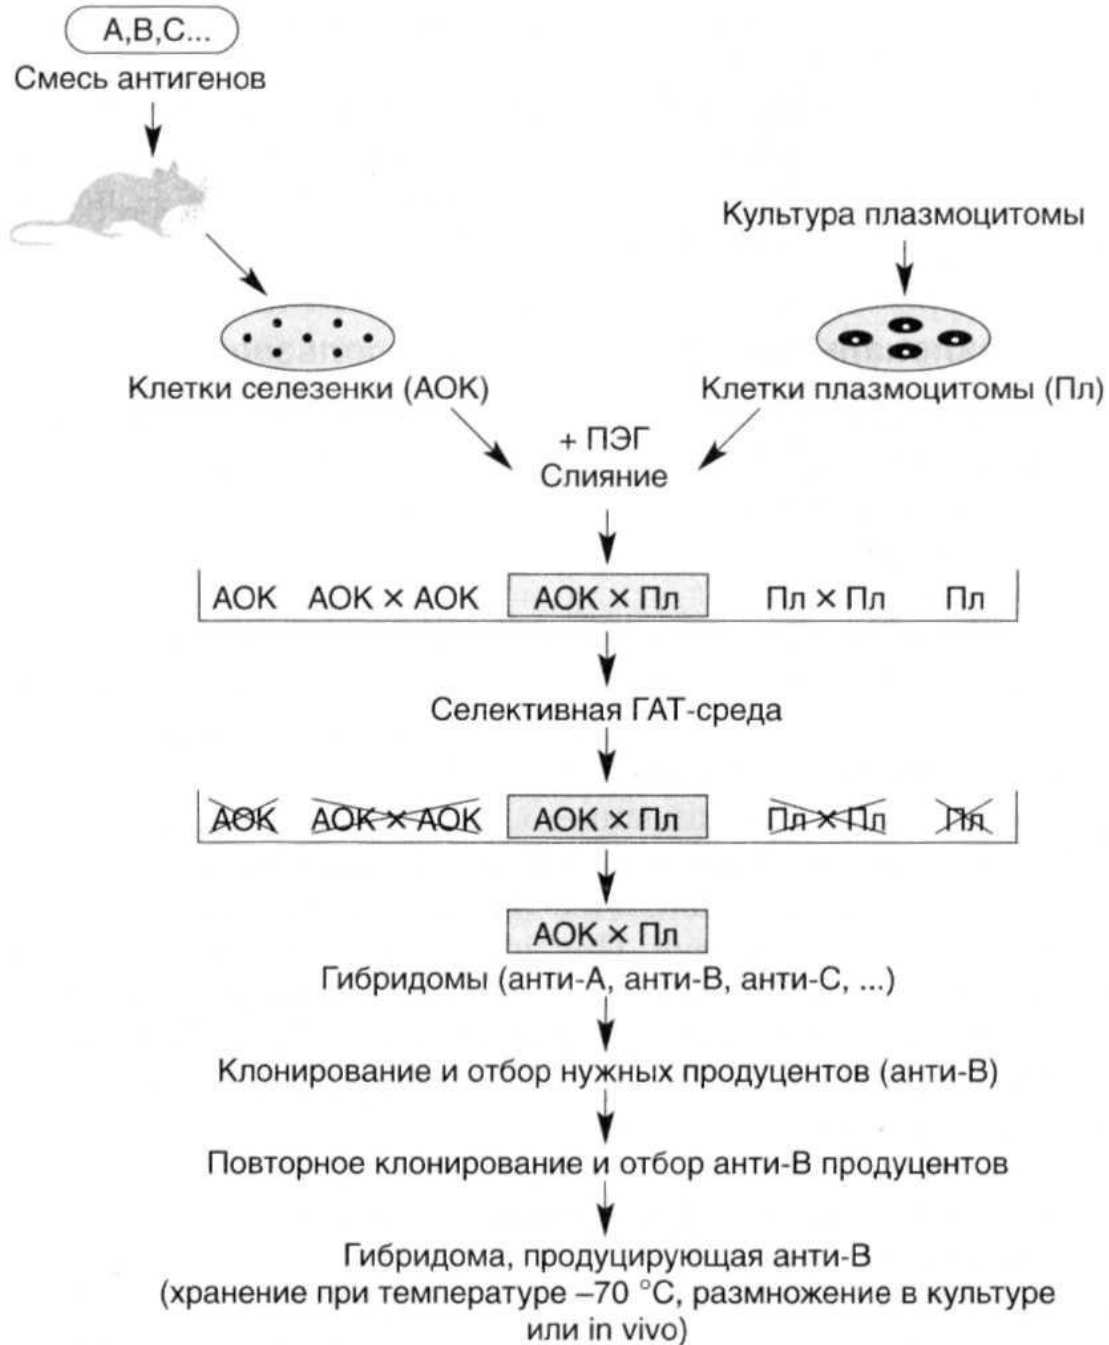 A,B,C...
Смесь антигенов
Культура плазмоцитомы
Клетки селезенки (АОК)
Клетки плазмоцитомы (Пл)
+ ПЭГ
Слияние
АОК АОК × АОК АОК × Пл Пл × Пл Пл
Селективная ГАТ-среда
АОК АОК × АОК АОК × Пл Пл × Пл Пл
АОК × Пл
Гибридомы (анти-А, анти-В, анти-С, ...)
Клонирование и отбор нужных продуцентов (анти-В)
Повторное клонирование и отбор анти-В продуцентов
Гибридома, продуцирующая анти-В
(хранение при температуре –70 °С, размножение в культуре
или in vivo)